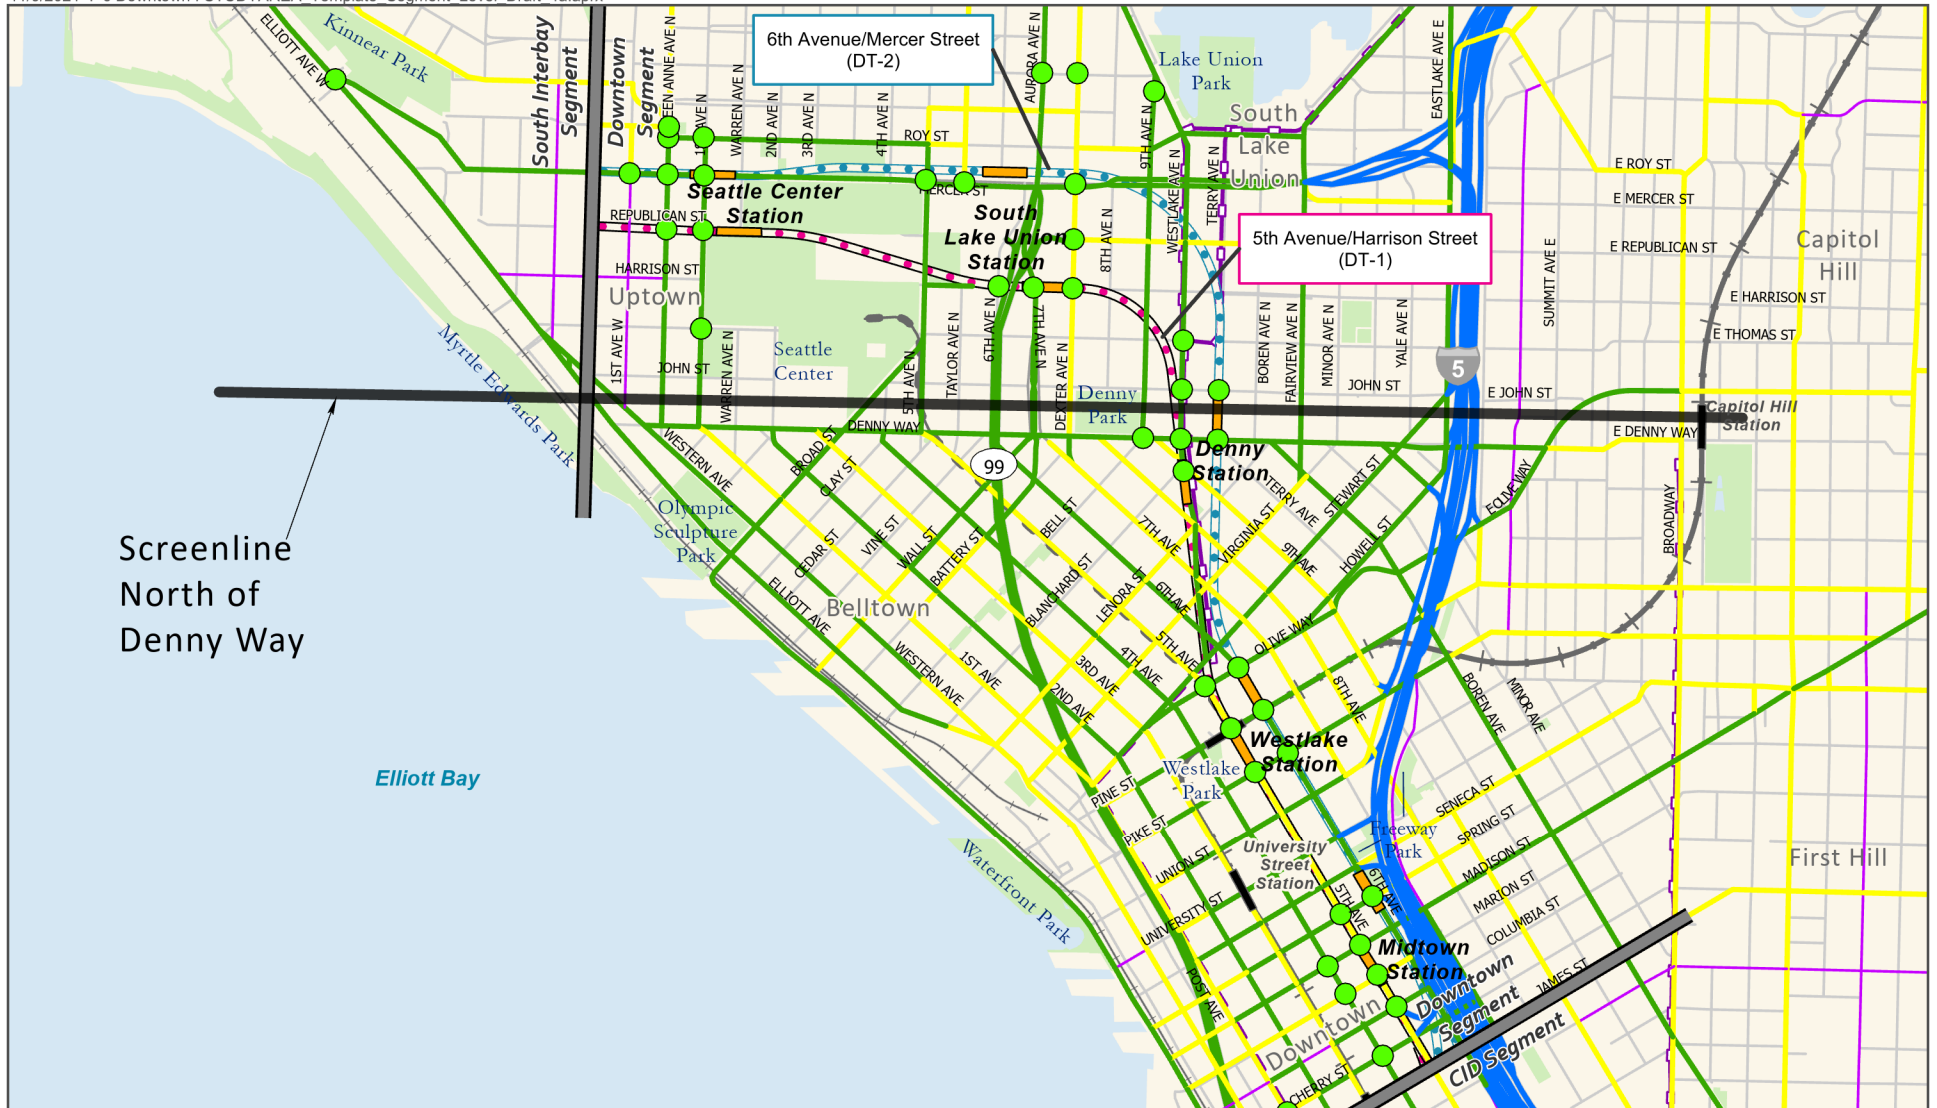 ELLIOTT AVE W
Kinnear Park
South Interbay
Segment
Downtown
Segment
WARREN AVE N
2ND AVE N
3RD AVE N
4TH AVE N
ROY ST
6th Avenue/Mercer Street
(DT-2)
AURORA AVE N
9TH AVE N
Lake Union
Park
South
Lake
Union
EASTLAKE AVE E
WESTLAKE AVE N
TERRY AVE N
E ROY ST
E MERCER ST
E REPUBLICAN ST
E HARRISON ST
E THOMAS ST
Capitol
Hill
Seattle Center
Station
REPUBLICAN ST
HARRISON ST
Uptown
South
Lake Union
Station
8TH AVE N
5th Avenue/Harrison Street
(DT-1)
SUMMIT AVE E
Myrtle Edwards Park
1ST AVE W
JOHN ST
WARREN AVE N
Seattle
Center
5TH AVE N
TAYLOR AVE N
6TH AVE N
7TH AVE N
DEXTER AVE N
Denny
Park
BOREN AVE N
FAIRVIEW AVE N
MINOR AVE N
YALE AVE N
JOHN ST
5
E JOHN ST
Capitol Hill
Station
E DENNY WAY
DENNY WAY
99
Denny
Station
Screenline
North of
Denny Way
WESTERN AVE
BROAD ST
CLAY ST
Olympic
Sculpture
Park
CEDAR ST
VINE ST
WALL ST
BATTERY ST
BELL ST
BLANCHARD ST
LENORA ST
7TH AVE
6TH AVE
VIRGINIA ST
TERRY AVE
STEWART ST
9TH AVE
HOWELL ST
E OLIVE WAY
BROADWAY
ELLIOTT AVE
Belltown
WESTERN AVE
1ST AVE
2ND AVE
3RD AVE
4TH AVE
5TH AVE
OLIVE WAY
8TH AVE
BOREN AVE
MINOR AVE
Westlake
Station
Westlake
Park
Elliott Bay
PINE ST
PIKE ST
UNION ST
UNIVERSITY ST
University
Street
Station
Freeway
Park
SENECA ST
SPRING ST
MADISON ST
MARION ST
COLUMBIA ST
JAMES ST
First Hill
Waterfront Park
5TH AVE
6TH AVE
Midtown
Station
POST AVE
Downtown
CHERRY ST
Downtown
Segment
CID Segment